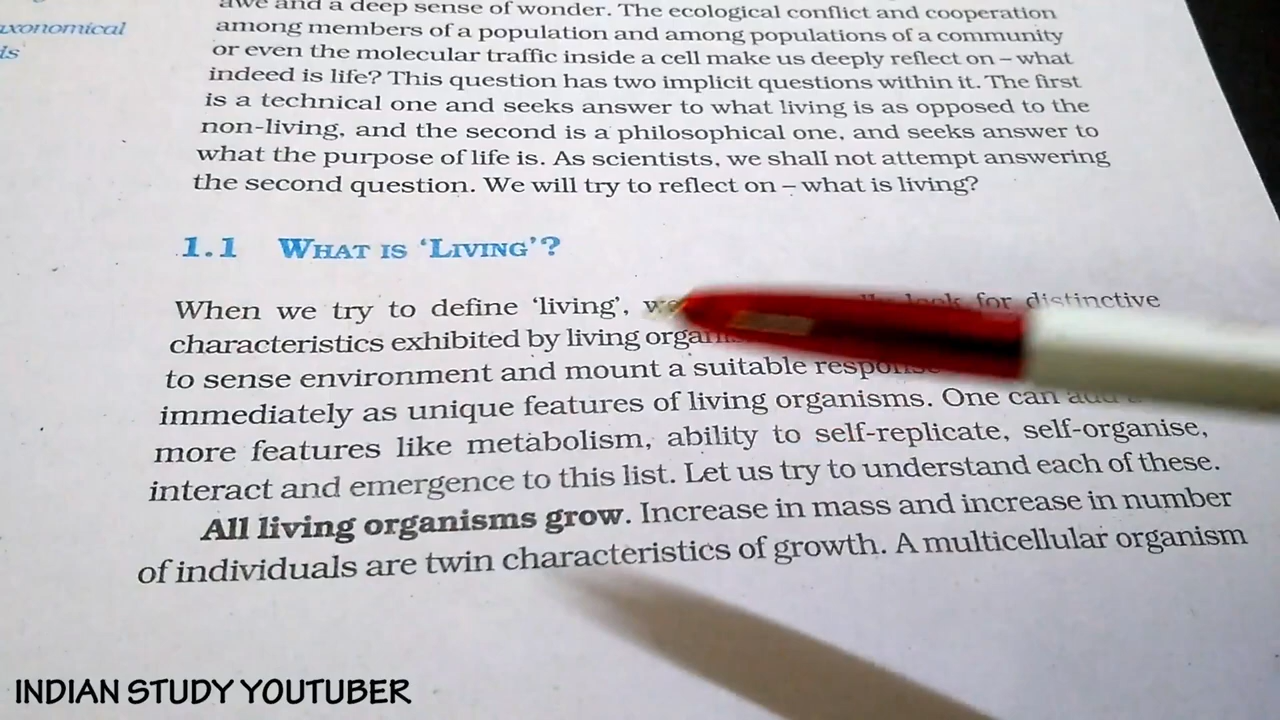 axonomical
is
awe and a deep sense of wonder. The ecological conflict and cooperation
among members of a population and among populations of a community
or even the molecular traffic inside a cell make us deeply reflect on – what
indeed is life? This question has two implicit questions within it. The first
is a technical one and seeks answer to what living is as opposed to the
non-living, and the second is a philosophical one, and seeks answer to
what the purpose of life is. As scientists, we shall not attempt answering
the second question. We will try to reflect on – what is living?
1.1 WHAT IS ‘LIVING’?
When we try to define ‘living’, we look for distinctive
characteristics exhibited by living
to sense environment and mount a suitable response
immediately as unique features of living organisms. One can add
more features like metabolism, ability to self-replicate, self-organise,
interact and emergence to this list. Let us try to understand each of these.
All living organisms grow. Increase in mass and increase in number
of individuals are twin characteristics of growth. A multicellular organism
INDIAN STUDY YOUTUBER